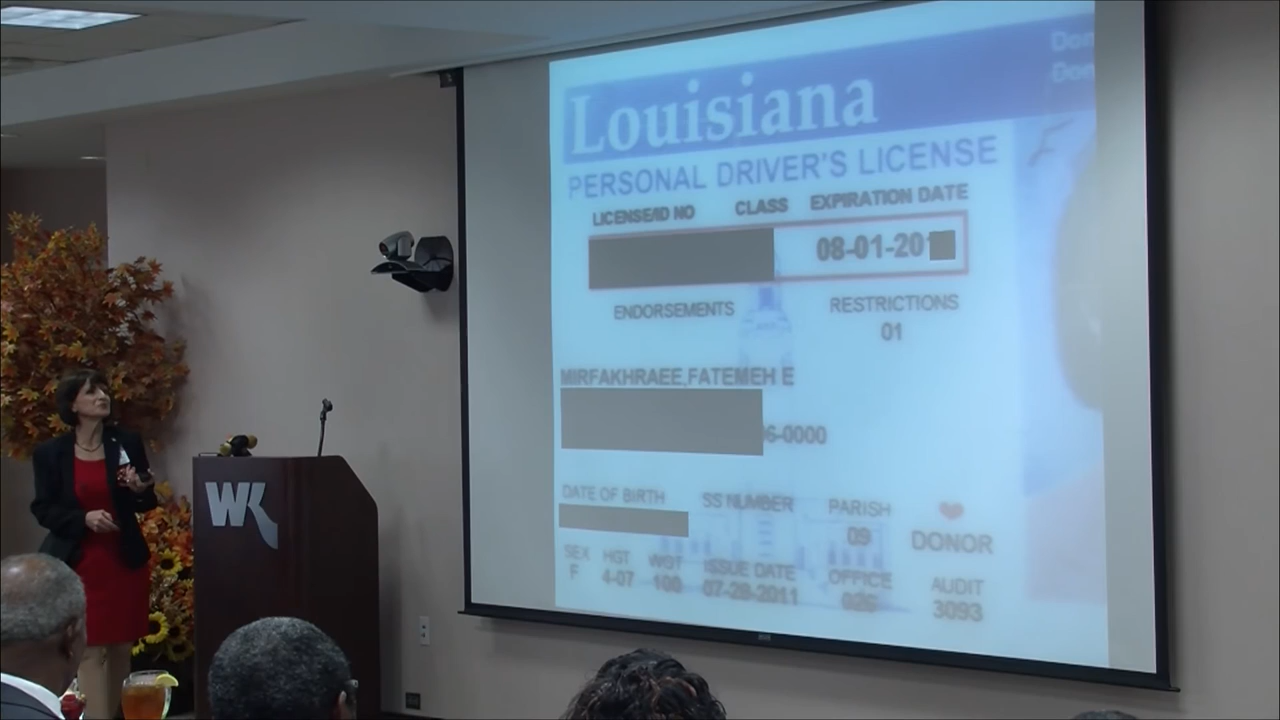 Louisiana
PERSONAL DRIVER'S LICENSE
LICENSE/ID NO CLASS EXPIRATION DATE
08-01-201
ENDORSEMENTS RESTRICTIONS
01
MIRFAKHRAEE,FATEMEH E
6-0000
DATE OF BIRTH SS NUMBER PARISH
09 DONOR
SEX HGT WGT ISSUE DATE OFFICE AUDIT
F 4-07 100 07-28-2011 3093
WK